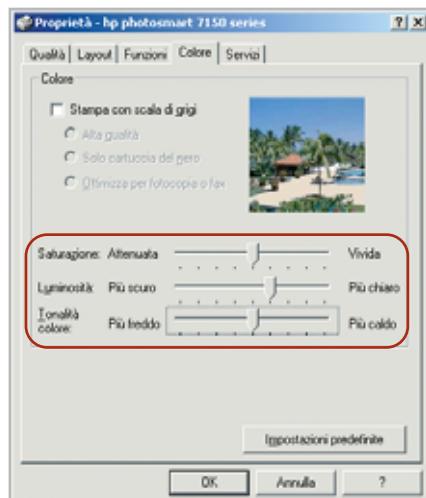 Proprietà - hp photosmart 7150 series
Qualità Layout Funzioni Colore Servizi
Colore
Stampa con scala di grigi
Alta qualità
Solo cartuccia del nero
Ottimizza per fotocopia o fax
Saturazione: Attenuata Vivida
Luminosità: Più scuro Più chiaro
Tonalità colore: Più freddo Più caldo
Impostazioni predefinite
OK Annulla ?